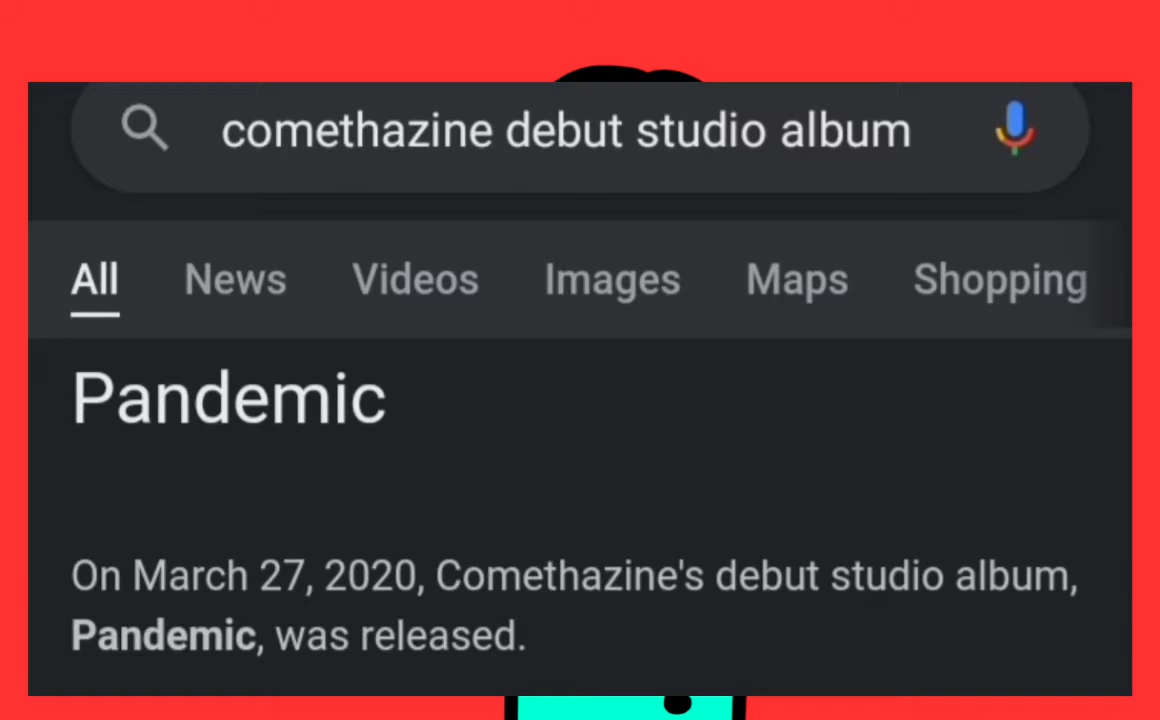 comethazine debut studio album
All News Videos Images Maps Shopping
Pandemic
On March 27, 2020, Comethazine's debut studio album,
Pandemic, was released.